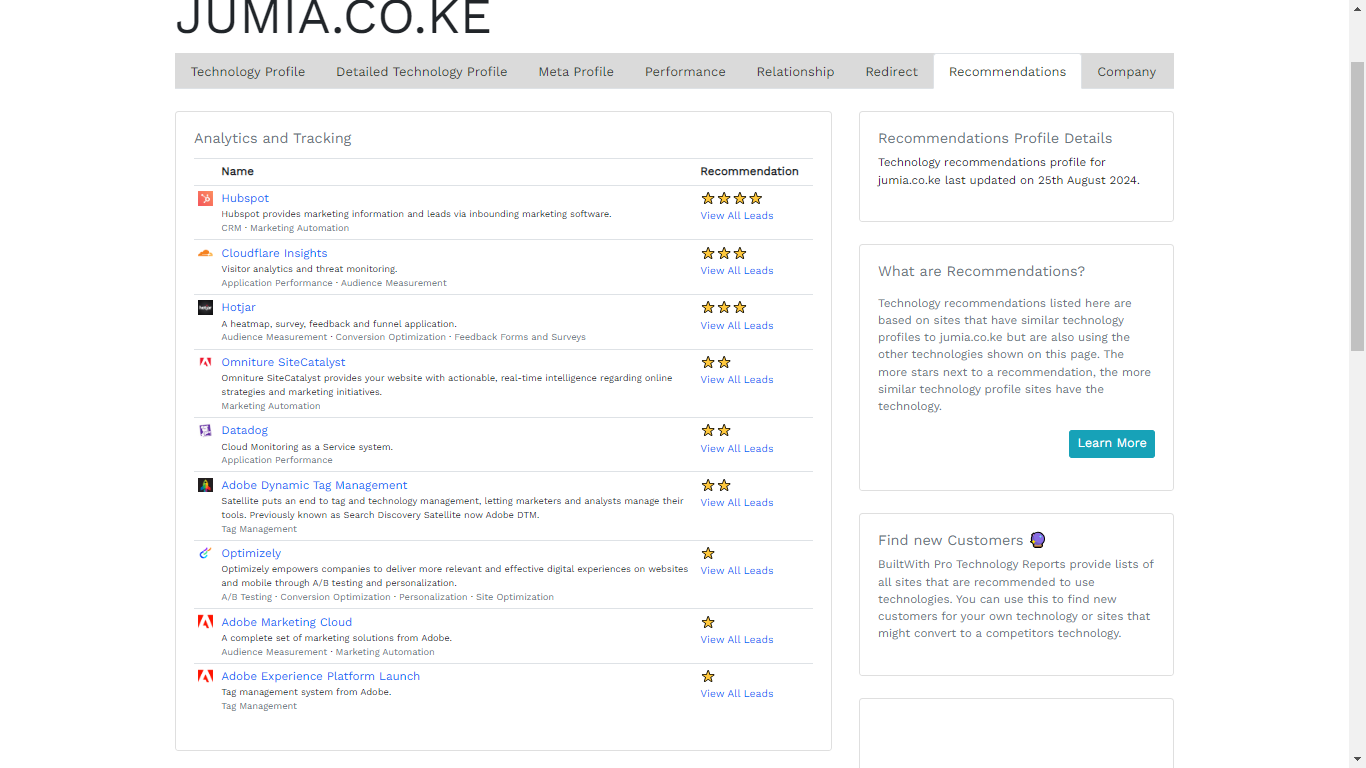 JUMIA.CO.KE
Technology Profile
Detailed Technology Profile
Meta Profile
Performance
Relationship
Redirect
Recommendations
Company
Analytics and Tracking
Name
Recommendation
Hubspot
Hubspot provides marketing information and leads via inbounding marketing software.
CRM · Marketing Automation
View All Leads
Cloudflare Insights
Visitor analytics and threat monitoring.
Application Performance · Audience Measurement
View All Leads
hotjar
Hotjar
A heatmap, survey, feedback and funnel application.
Audience Measurement · Conversion Optimization · Feedback Forms and Surveys
View All Leads
Omniture SiteCatalyst
Omniture SiteCatalyst provides your website with actionable, real-time intelligence regarding online
strategies and marketing initiatives.
Marketing Automation
View All Leads
Datadog
Cloud Monitoring as a Service system.
Application Performance
View All Leads
Adobe Dynamic Tag Management
Satellite puts an end to tag and technology management, letting marketers and analysts manage their
tools. Previously known as Search Discovery Satellite now Adobe DTM.
Tag Management
View All Leads
Optimizely
Optimizely empowers companies to deliver more relevant and effective digital experiences on websites
and mobile through A/B testing and personalization.
A/B Testing · Conversion Optimization · Personalization · Site Optimization
View All Leads
Adobe Marketing Cloud
A complete set of marketing solutions from Adobe.
Audience Measurement · Marketing Automation
View All Leads
Adobe Experience Platform Launch
Tag management system from Adobe.
Tag Management
View All Leads
Recommendations Profile Details
Technology recommendations profile for
jumia.co.ke last updated on 25th August 2024.
What are Recommendations?
Technology recommendations listed here are
based on sites that have similar technology
profiles to jumia.co.ke but are also using the
other technologies shown on this page. The
more stars next to a recommendation, the more
similar technology profile sites have the
technology.
Learn More
Find new Customers
BuiltWith Pro Technology Reports provide lists of
all sites that are recommended to use
technologies. You can use this to find new
customers for your own technology or sites that
might convert to a competitors technology.